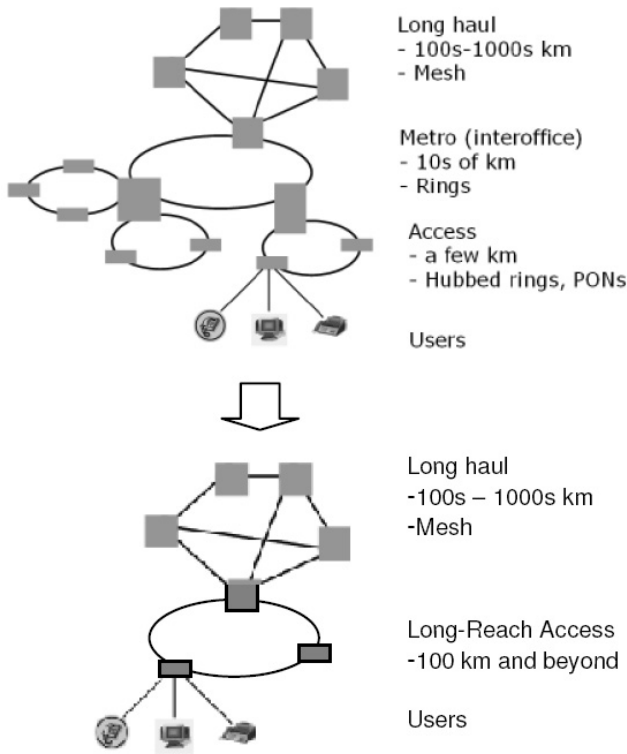 Long haul
- 100s-1000s km
- Mesh
Metro (interoffice)
- 10s of km
- Rings
Access
- a few km
- Hubbed rings, PONs
Users
Long haul
-100s – 1000s km
-Mesh
Long-Reach Access
-100 km and beyond
Users